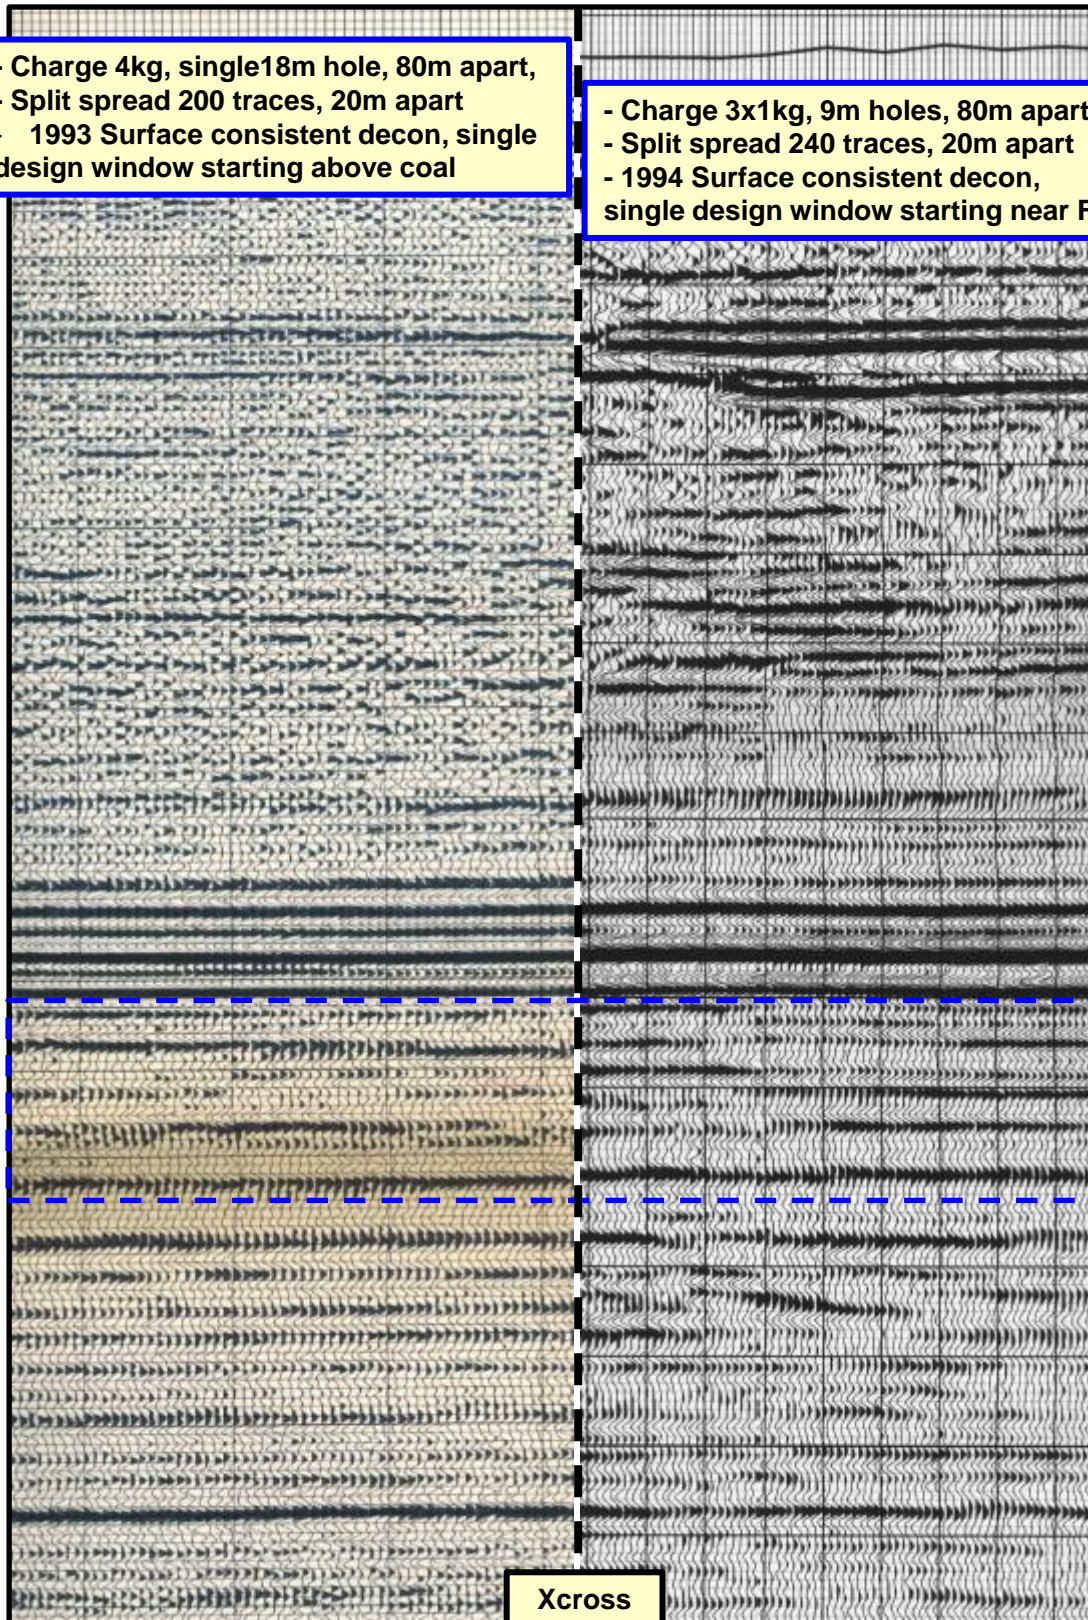 - Charge 4kg, single18m hole, 80m apart,
- Split spread 200 traces, 20m apart
- 1993 Surface consistent decon, single
design window starting above coal
- Charge 3x1kg, 9m holes, 80m apart
- Split spread 240 traces, 20m apart
- 1994 Surface consistent decon,
single design window starting near F
Xcross